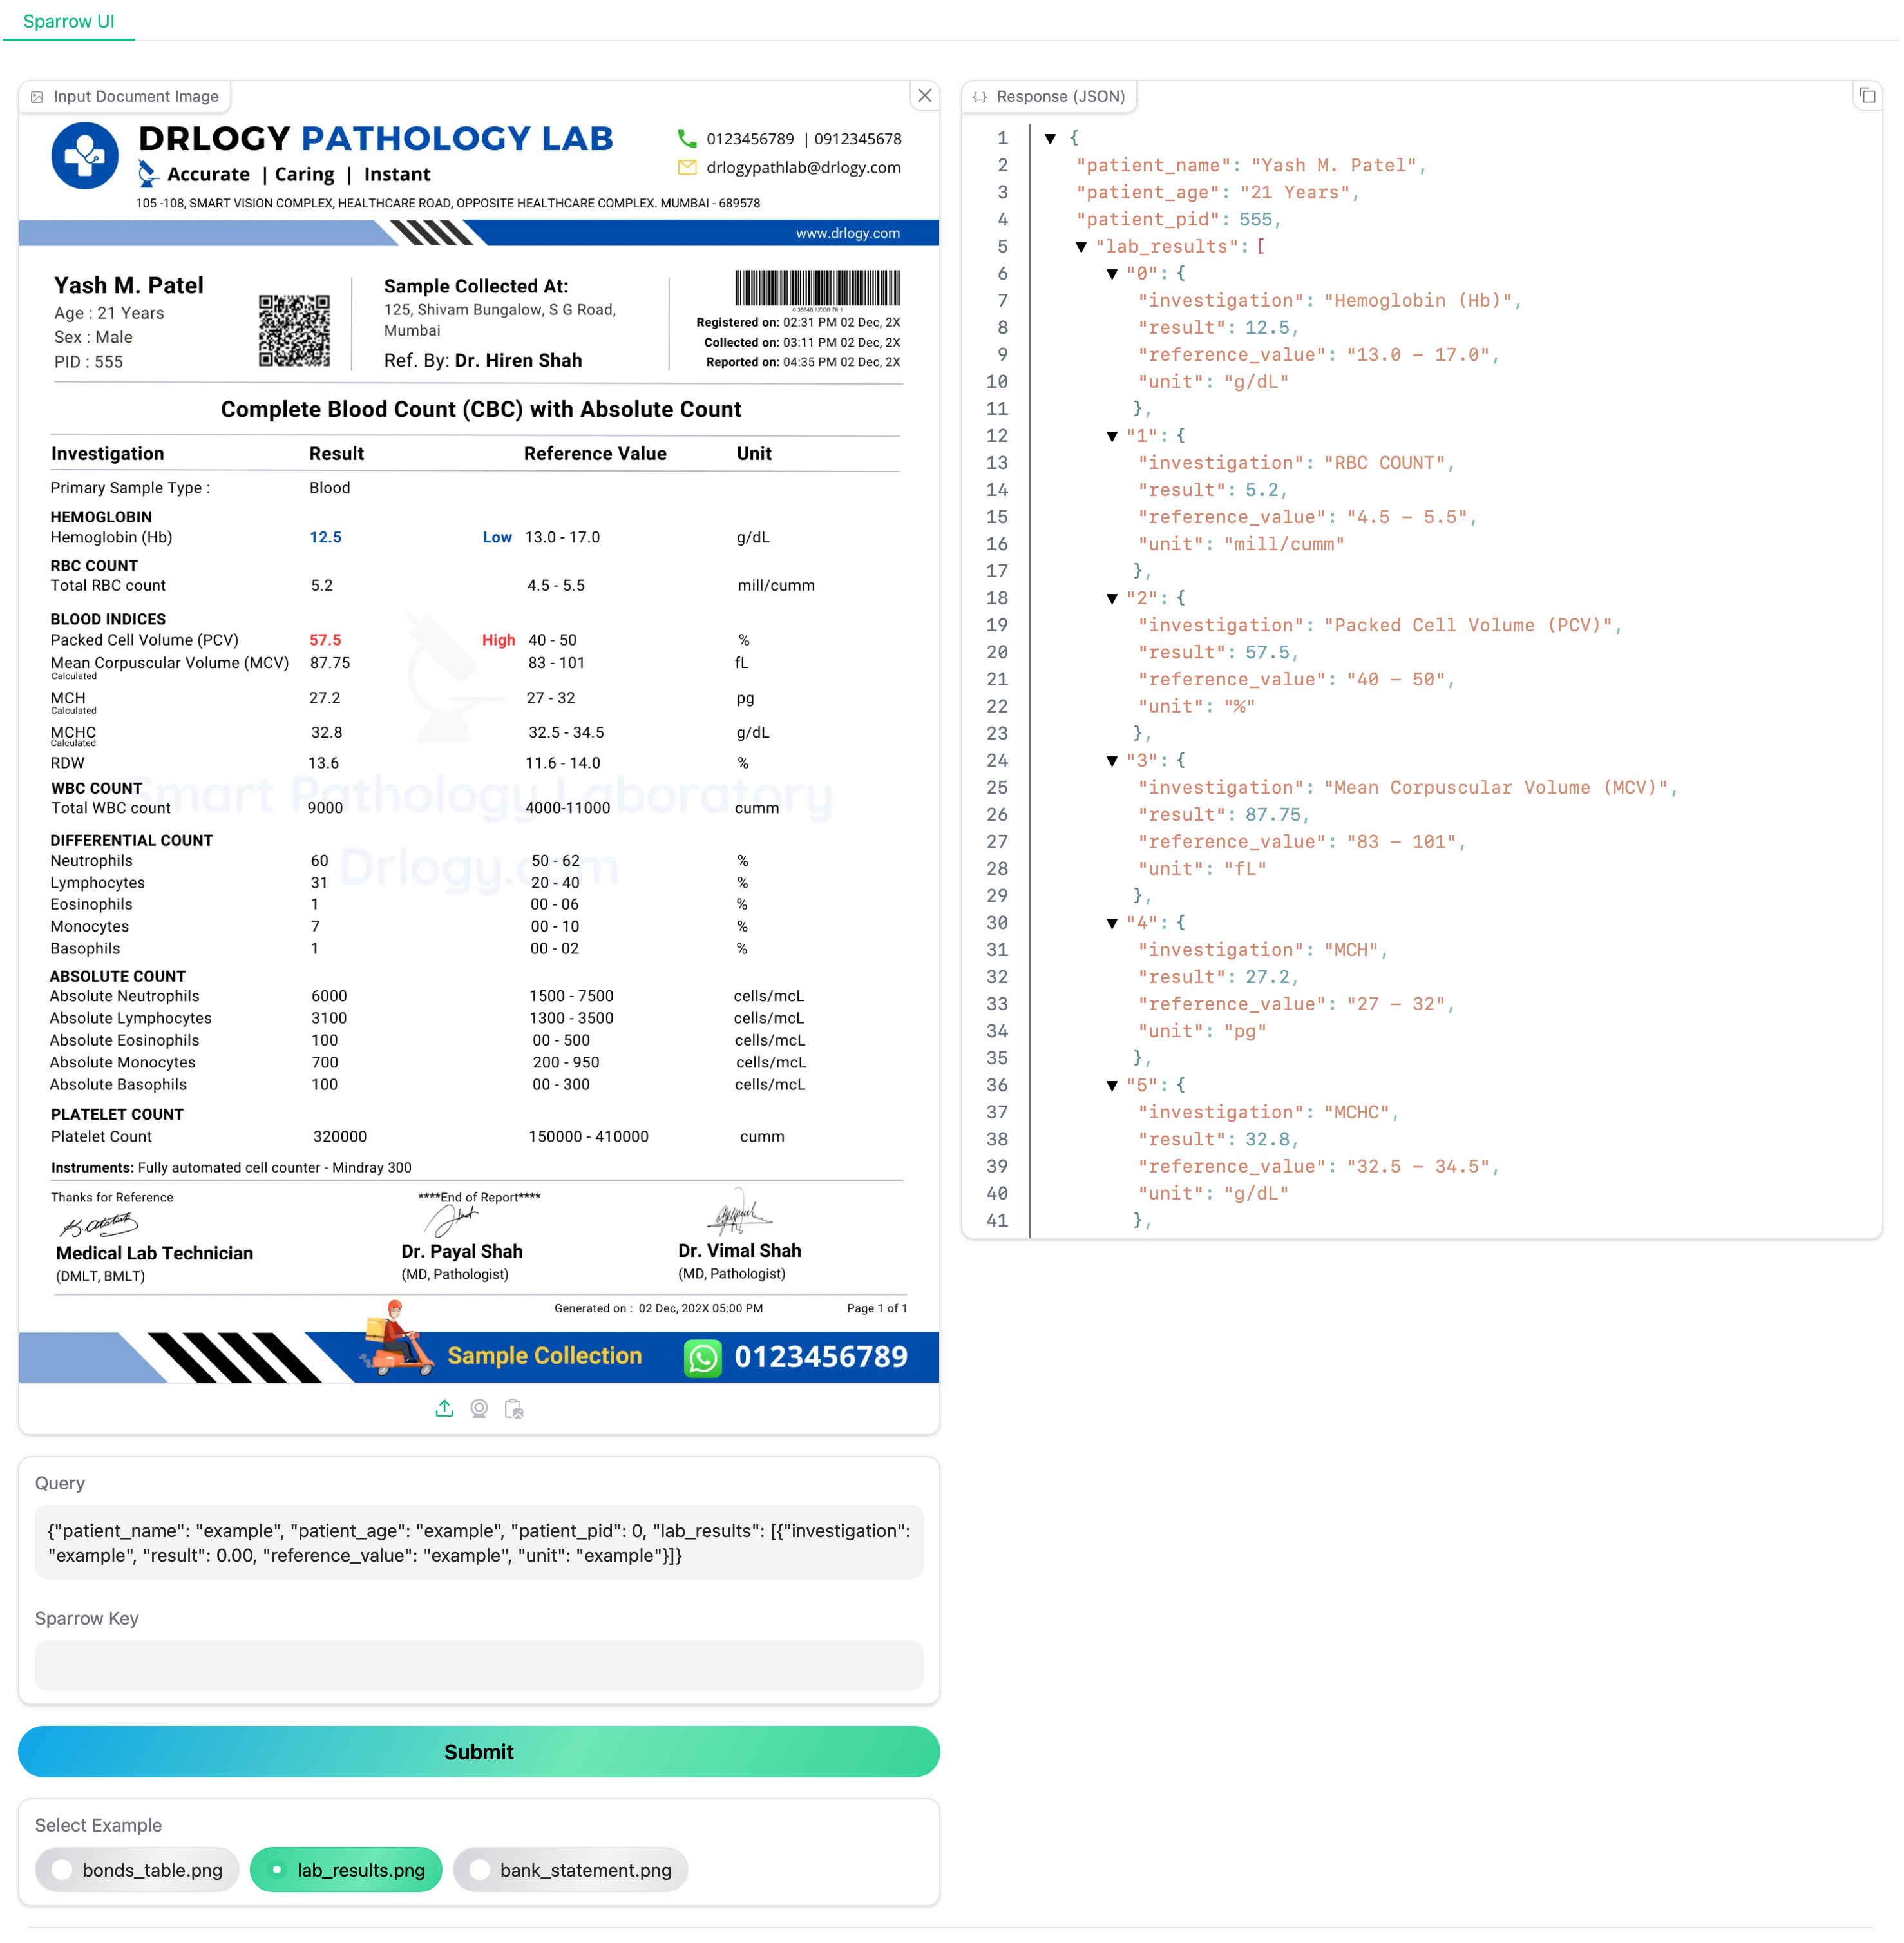 Sparrow UI
Input Document Image
DRLOGY PATHOLOGY LAB
Accurate | Caring | Instant
0123456789 | 0912345678
drlogypathlab@drlogy.com
105 -108, SMART VISION COMPLEX, HEALTHCARE ROAD, OPPOSITE HEALTHCARE COMPLEX. MUMBAI - 689578
www.drlogy.com
Yash M. Patel
Age : 21 Years
Sex : Male
PID : 555
Sample Collected At:
125, Shivam Bungalow, S G Road,
Mumbai
Ref. By: Dr. Hiren Shah
Registered on: 02:31 PM 02 Dec, 2X
Collected on: 03:11 PM 02 Dec, 2X
Reported on: 04:35 PM 02 Dec, 2X
Complete Blood Count (CBC) with Absolute Count
Investigation Result Reference Value Unit
Primary Sample Type : Blood
HEMOGLOBIN
Hemoglobin (Hb) 12.5 Low 13.0 - 17.0 g/dL
RBC COUNT
Total RBC count 5.2 4.5 - 5.5 mill/cumm
BLOOD INDICES
Packed Cell Volume (PCV) 57.5 High 40 - 50 %
Mean Corpuscular Volume (MCV) 87.75 83 - 101 fL
Calculated
MCH 27.2 27 - 32 pg
Calculated
MCHC 32.8 32.5 - 34.5 g/dL
Calculated
RDW 13.6 11.6 - 14.0 %
WBC COUNT
Total WBC count 9000 4000-11000 cumm
Smart Pathology Laboratory
Drlogy.com
DIFFERENTIAL COUNT
Neutrophils 60 50 - 62 %
Lymphocytes 31 20 - 40 %
Eosinophils 1 00 - 06 %
Monocytes 7 00 - 10 %
Basophils 1 00 - 02 %
ABSOLUTE COUNT
Absolute Neutrophils 6000 1500 - 7500 cells/mcL
Absolute Lymphocytes 3100 1300 - 3500 cells/mcL
Absolute Eosinophils 100 00 - 500 cells/mcL
Absolute Monocytes 700 200 - 950 cells/mcL
Absolute Basophils 100 00 - 300 cells/mcL
PLATELET COUNT
Platelet Count 320000 150000 - 410000 cumm
Instruments: Fully automated cell counter - Mindray 300
Thanks for Reference ****End of Report****
Medical Lab Technician Dr. Payal Shah Dr. Vimal Shah
(DMLT, BMLT) (MD, Pathologist) (MD, Pathologist)
Generated on : 02 Dec, 202X 05:00 PM Page 1 of 1
Sample Collection 0123456789
Query
{"patient_name": "example", "patient_age": "example", "patient_pid": 0, "lab_results": [{"investigation":
"example", "result": 0.00, "reference_value": "example", "unit": "example"}]}
Sparrow Key
Submit
Select Example
bonds_table.png lab_results.png bank_statement.png
{..} Response (JSON)
1 {
2 "patient_name": "Yash M. Patel",
3 "patient_age": "21 Years",
4 "patient_pid": 555,
5 "lab_results": [
6 "0": {
7 "investigation": "Hemoglobin (Hb)",
8 "result": 12.5,
9 "reference_value": "13.0 – 17.0",
10 "unit": "g/dL"
11 },
12 "1": {
13 "investigation": "RBC COUNT",
14 "result": 5.2,
15 "reference_value": "4.5 – 5.5",
16 "unit": "mill/cumm"
17 },
18 "2": {
19 "investigation": "Packed Cell Volume (PCV)",
20 "result": 57.5,
21 "reference_value": "40 – 50",
22 "unit": "%"
23 },
24 "3": {
25 "investigation": "Mean Corpuscular Volume (MCV)",
26 "result": 87.75,
27 "reference_value": "83 – 101",
28 "unit": "fL"
29 },
30 "4": {
31 "investigation": "MCH",
32 "result": 27.2,
33 "reference_value": "27 – 32",
34 "unit": "pg"
35 },
36 "5": {
37 "investigation": "MCHC",
38 "result": 32.8,
39 "reference_value": "32.5 – 34.5",
40 "unit": "g/dL"
41 },